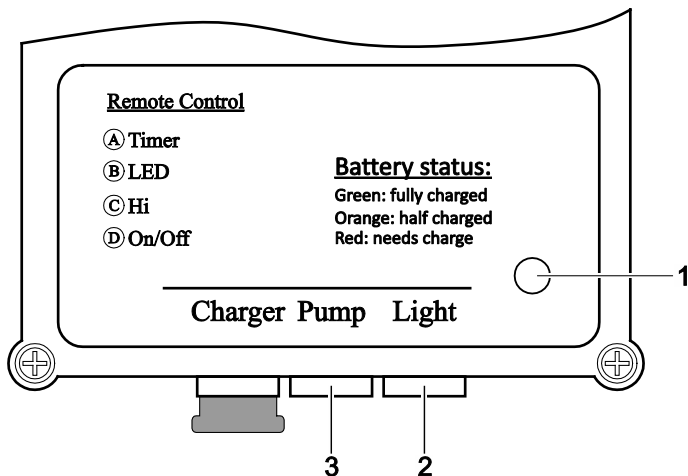 Remote Control
Ⓐ Timer
Ⓑ LED
Ⓒ Hi
Ⓓ On/Off
Battery status:
Green: fully charged
Orange: half charged
Red: needs charge
1
Charger Pump Light
3 2